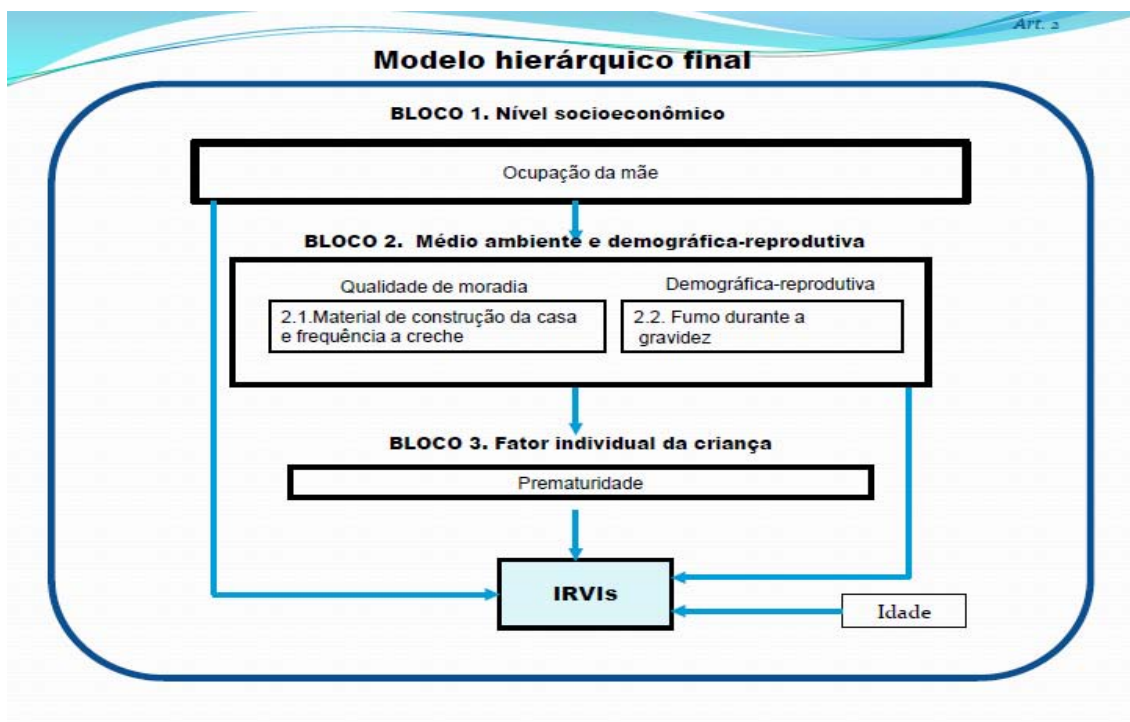 Art. 2
Modelo hierárquico final
BLOCO 1. Nível socioeconômico
Ocupação da mãe
BLOCO 2. Médio ambiente e demográfica-reprodutiva
Qualidade de moradia
2.1.Material de construção da casa
e frequência a creche
Demográfica-reprodutiva
2.2. Fumo durante a
gravidez
BLOCO 3. Fator individual da criança
Prematuridade
IRVIs
Idade